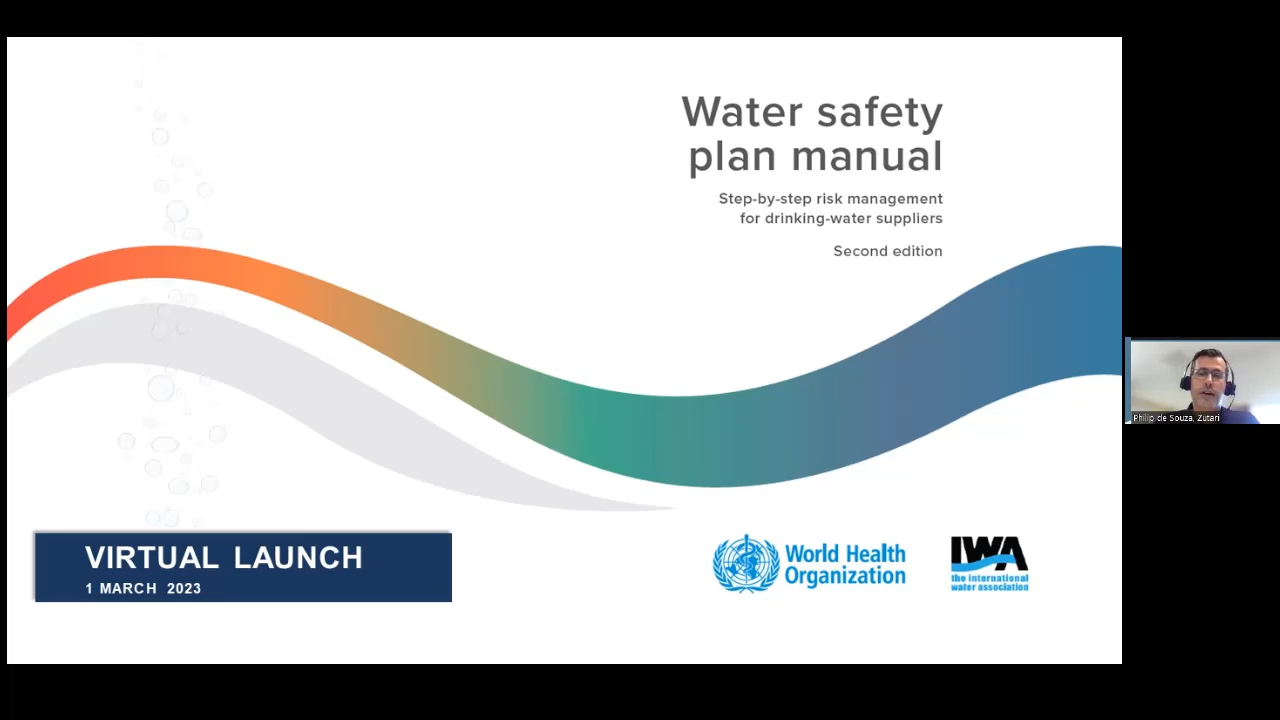 Water safety
plan manual
Step-by-step risk management
for drinking-water suppliers
Second edition
Philip de Souza, Zutari
VIRTUAL LAUNCH
1 MARCH 2023
World Health
Organization
IWA
the international
water association